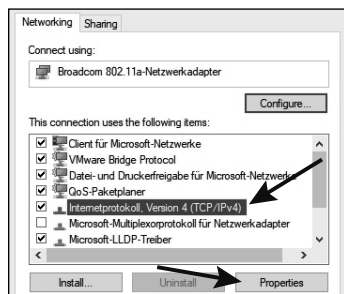 Networking Sharing
Connect using:
Broadcom 802.11a-Netzwerkadapter
Configure...
This connection uses the following items:
Client für Microsoft-Netzwerke
VMware Bridge Protocol
Datei- und Druckerfreigabe für Microsoft-Netzwerke
QoS-Paketplaner
Internetprotokoll, Version 4 (TCP/IPv4)
Microsoft-Multiplexorprotokoll für Netzwerkadapter
Microsoft-LLDP-Treiber
Install... Uninstall Properties